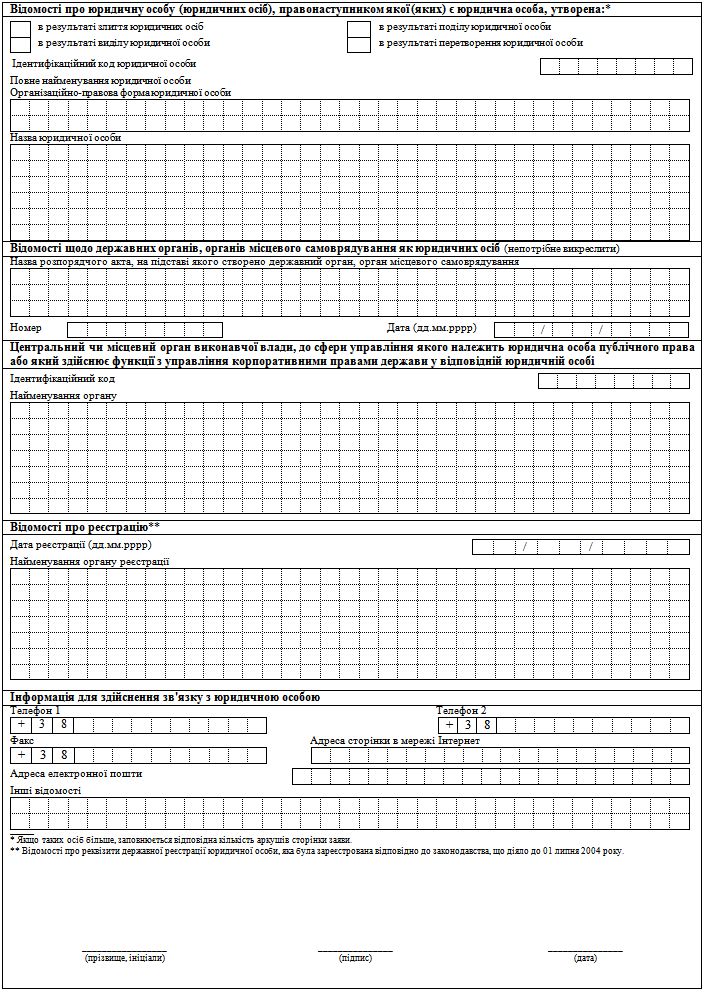 Відомості про юридичну особу (юридичних осіб), правонаступником якої (яких) є юридична особа, утворена:*
в результаті злиття юридичних осіб
в результаті поділу юридичної особи
в результаті виділу юридичної особи
в результаті перетворення юридичної особи
Ідентифікаційний код юридичної особи
Повне найменування юридичної особи
Організаційно-правова форма юридичної особи
Назва юридичної особи
Відомості щодо державних органів, органів місцевого самоврядування як юридичних осіб (непотрібне викреслити)
Назва розпорядчого акта, на підставі якого створено державний орган, орган місцевого самоврядування
Номер
Дата (дд.мм.рррр)
/ /
Центральний чи місцевий орган виконавчої влади, до сфери управління якого належить юридична особа публічного права
або який здійснює функції з управління корпоративними правами держави у відповідній юридичній особі
Ідентифікаційний код
Найменування органу
Відомості про реєстрацію**
Дата реєстрації (дд.мм.рррр)
/ /
Найменування органу реєстрації
Інформація для здійснення зв'язку з юридичною особою
Телефон 1
Телефон 2
+ 3 8
+ 3 8
Факс
Адреса сторінки в мережі Інтернет
+ 3 8
Адреса електронної пошти
Інші відомості
* Якщо таких осіб більше, заповнюється відповідна кількість аркушів сторінки заяви.
** Відомості про реквізити державної реєстрації юридичної особи, яка була зареєстрована відповідно до законодавства, що діяло до 01 липня 2004 року.
(прізвище, ініціали)
(підпис)
(дата)